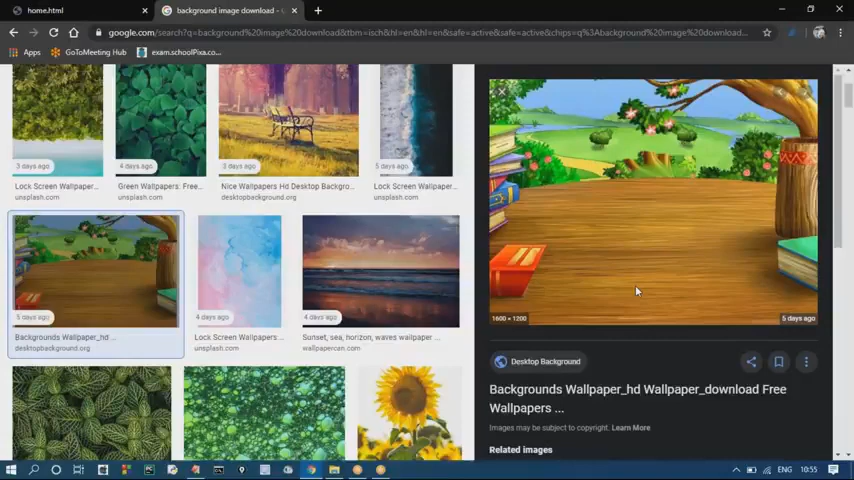 home.html
background image download - G
google.com/search?q=background%20image%20download&tbm=isch&hl=en&hl=en&safe=active&safe=active&chips=q%3Abackground%20image%20download...
Apps
GoToMeeting Hub
exam.schoolPixa.co...
3 days ago
4 days ago
3 days ago
5 days ago
Lock Screen Wallpaper...
Green Wallpapers: Free...
Nice Wallpapers Hd Desktop Backgro...
Lock Screen Wallpaper...
unsplash.com
unsplash.com
desktopbackground.org
unsplash.com
5 days ago
4 days ago
4 days ago
Backgrounds Wallpaper_hd ...
Lock Screen Wallpapers: ...
Sunset, sea, horizon, waves wallpaper ...
desktopbackground.org
unsplash.com
wallpapercan.com
1600 × 1200
5 days ago
Desktop Background
Backgrounds Wallpaper_hd Wallpaper_download Free
Wallpapers ...
Images may be subject to copyright. Learn More
Related images
ENG
10:55